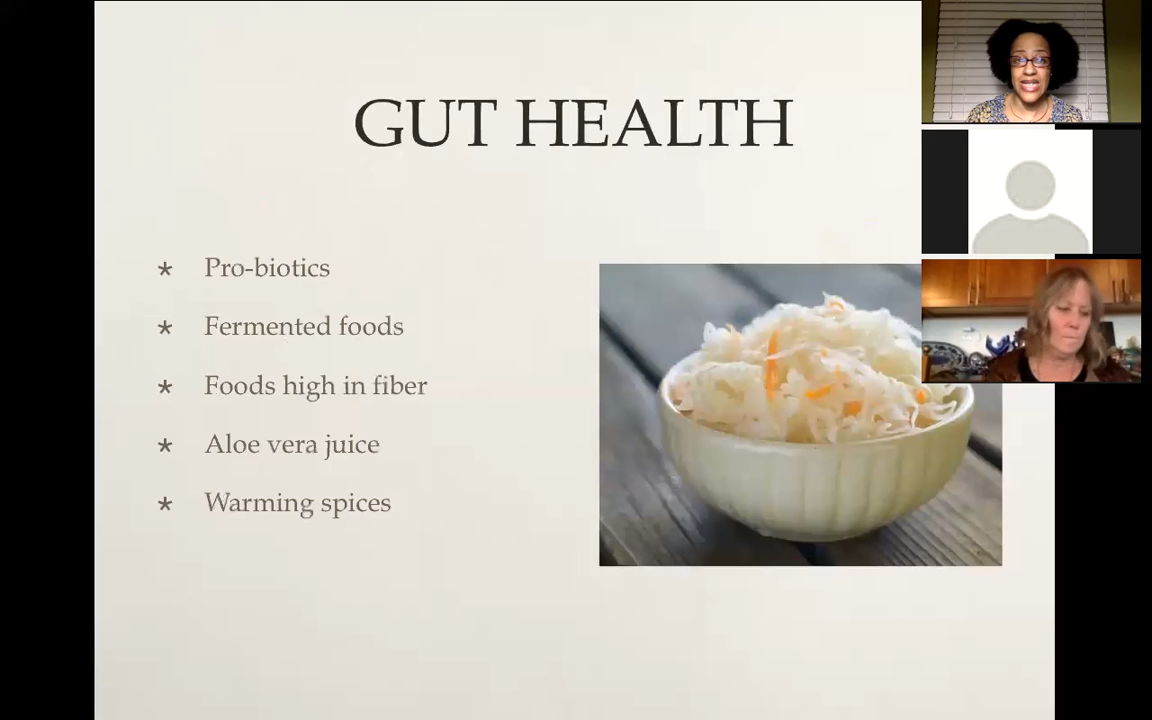 GUT HEALTH
* Pro-biotics
* Fermented foods
* Foods high in fiber
* Aloe vera juice
* Warming spices